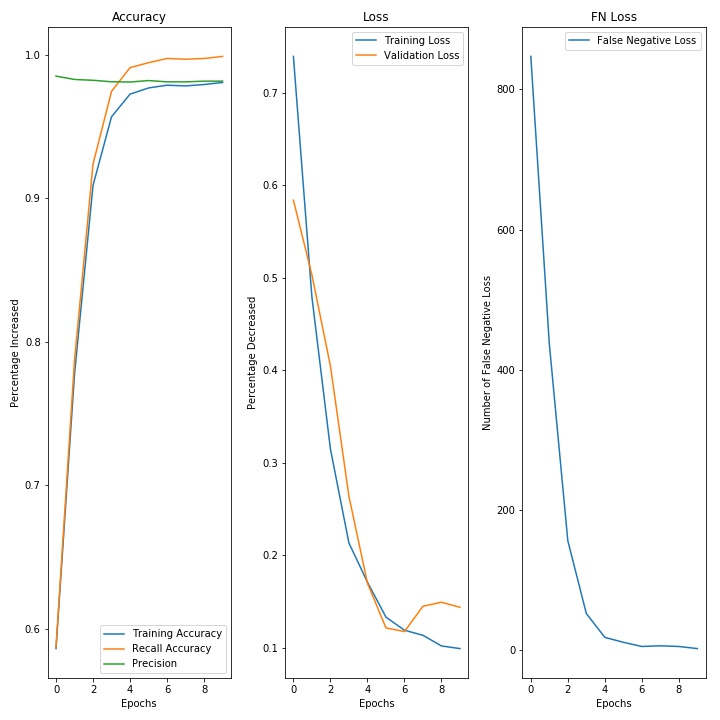 Accuracy
Percentage Increased
1.0
0.9
0.8
0.7
0.6
Training Accuracy
Recall Accuracy
Precision
0 2 4 6 8
Epochs
Loss
Percentage Decreased
0.7
0.6
0.5
0.4
0.3
0.2
0.1
Training Loss
Validation Loss
0 2 4 6 8
Epochs
FN Loss
Number of False Negative Loss
800
600
400
200
0
False Negative Loss
0 2 4 6 8
Epochs